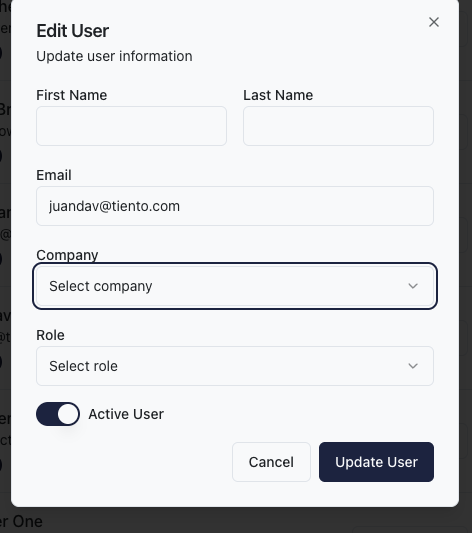 Edit User
Update user information
First Name Last Name
Email
juandav@tiento.com
Company
Select company
Role
Select role
Active User
Cancel Update User
er One